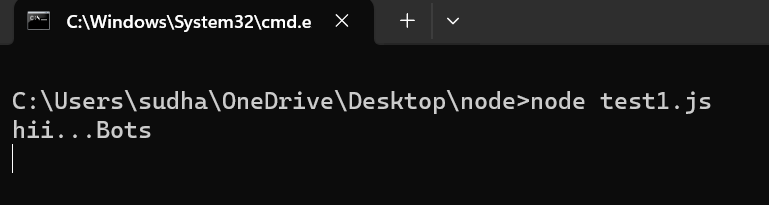 C:\Windows\System32\cmd.e
C:\Users\sudha\OneDrive\Desktop\node>node test1.js
hii...Bots